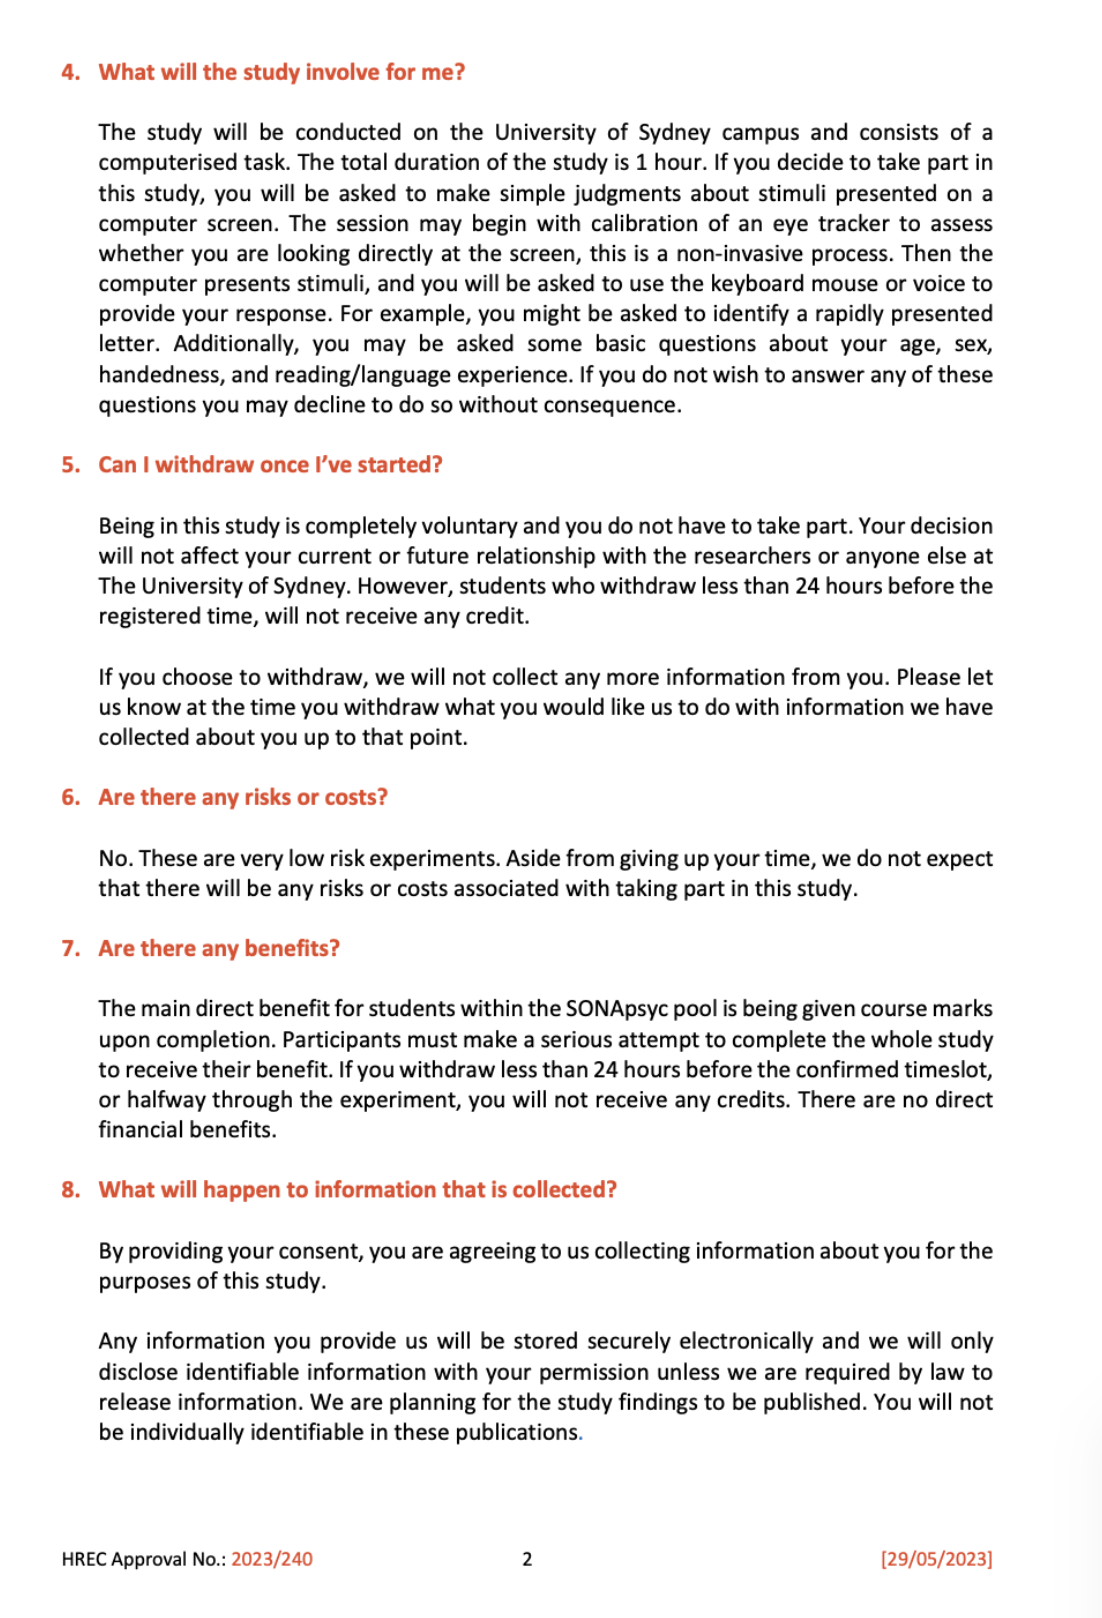 4. What will the study involve for me?
The study will be conducted on the University of Sydney campus and consists of a
computerised task. The total duration of the study is 1 hour. If you decide to take part in
this study, you will be asked to make simple judgments about stimuli presented on a
computer screen. The session may begin with calibration of an eye tracker to assess
whether you are looking directly at the screen, this is a non-invasive process. Then the
computer presents stimuli, and you will be asked to use the keyboard mouse or voice to
provide your response. For example, you might be asked to identify a rapidly presented
letter. Additionally, you may be asked some basic questions about your age, sex,
handedness, and reading/language experience. If you do not wish to answer any of these
questions you may decline to do so without consequence.
5. Can I withdraw once I’ve started?
Being in this study is completely voluntary and you do not have to take part. Your decision
will not affect your current or future relationship with the researchers or anyone else at
The University of Sydney. However, students who withdraw less than 24 hours before the
registered time, will not receive any credit.
If you choose to withdraw, we will not collect any more information from you. Please let
us know at the time you withdraw what you would like us to do with information we have
collected about you up to that point.
6. Are there any risks or costs?
No. These are very low risk experiments. Aside from giving up your time, we do not expect
that there will be any risks or costs associated with taking part in this study.
7. Are there any benefits?
The main direct benefit for students within the SONApsyc pool is being given course marks
upon completion. Participants must make a serious attempt to complete the whole study
to receive their benefit. If you withdraw less than 24 hours before the confirmed timeslot,
or halfway through the experiment, you will not receive any credits. There are no direct
financial benefits.
8. What will happen to information that is collected?
By providing your consent, you are agreeing to us collecting information about you for the
purposes of this study.
Any information you provide us will be stored securely electronically and we will only
disclose identifiable information with your permission unless we are required by law to
release information. We are planning for the study findings to be published. You will not
be individually identifiable in these publications.
HREC Approval No.: 2023/240 2 [29/05/2023]